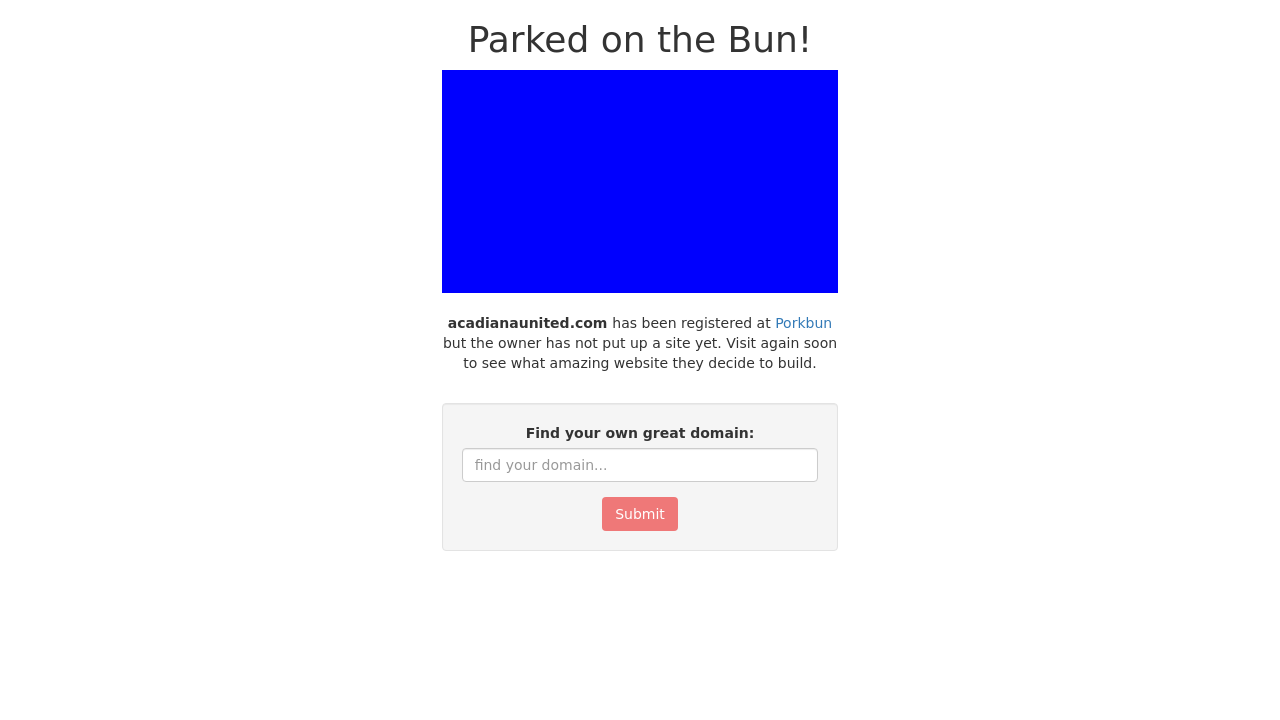 Parked on the Bun!
acadianaunited.com has been registered at Porkbun
but the owner has not put up a site yet. Visit again soon
to see what amazing website they decide to build.
Find your own great domain:
find your domain...
Submit